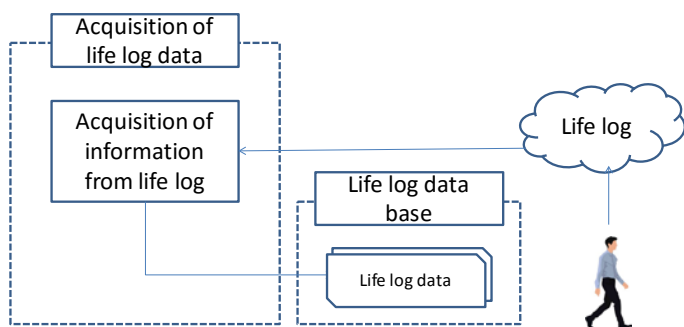 Acquisition of
life log data
Acquisition of
information
from life log
Life log
Life log data
base
Life log data